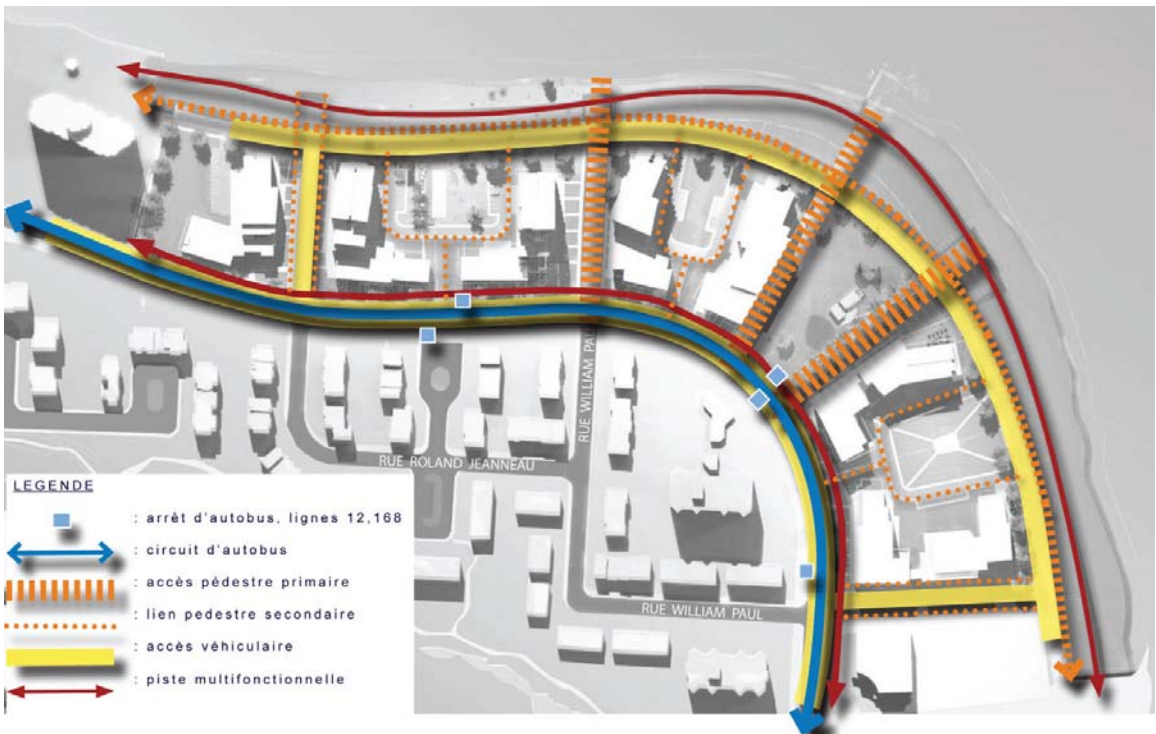 RUE WILLIAM PAUL
RUE ROLAND JEANNEAU
RUE WILLIAM PAUL
LEGENDE
: arrêt d'autobus, lignes 12,168
: circuit d'autobus
: accès pédestre primaire
: lien pedestre secondaire
: accès véhiculaire
: piste multifonctionnelle